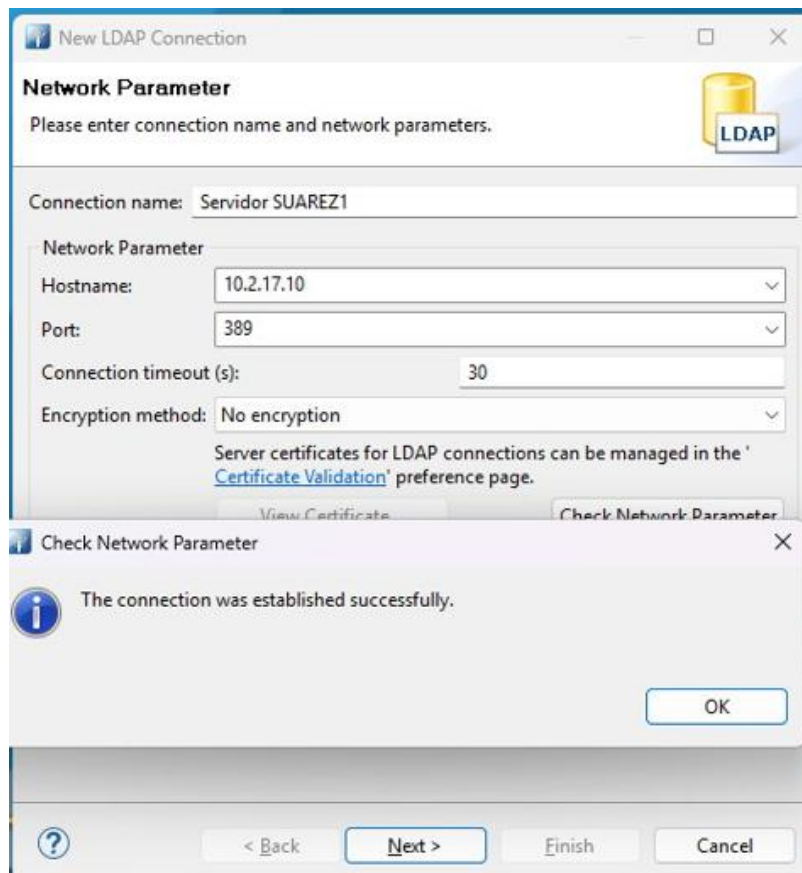 New LDAP Connection
Network Parameter
Please enter connection name and network parameters.
LDAP
Connection name: Servidor SUAREZ1
Network Parameter
Hostname: 10.2.17.10
Port: 389
Connection timeout (s): 30
Encryption method: No encryption
Server certificates for LDAP connections can be managed in the '
Certificate Validation' preference page.
View Certificate Check Network Parameter
Check Network Parameter
The connection was established successfully.
OK
< Back Next > Finish Cancel